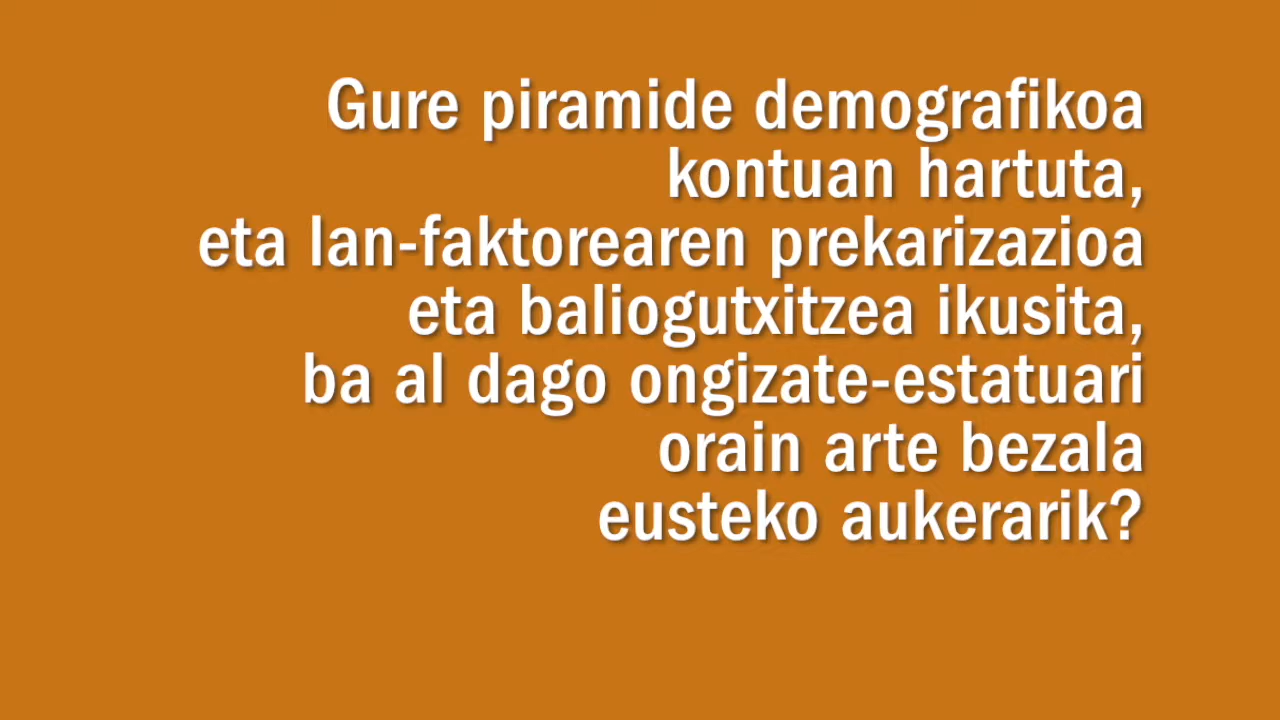 Gure piramide demografikoa
kontuan hartuta,
eta lan-faktorearen prekarizazioa
eta baliogutxitzea ikusita,
ba al dago ongizate-estatuari
orain arte bezala
eusteko aukerarik?